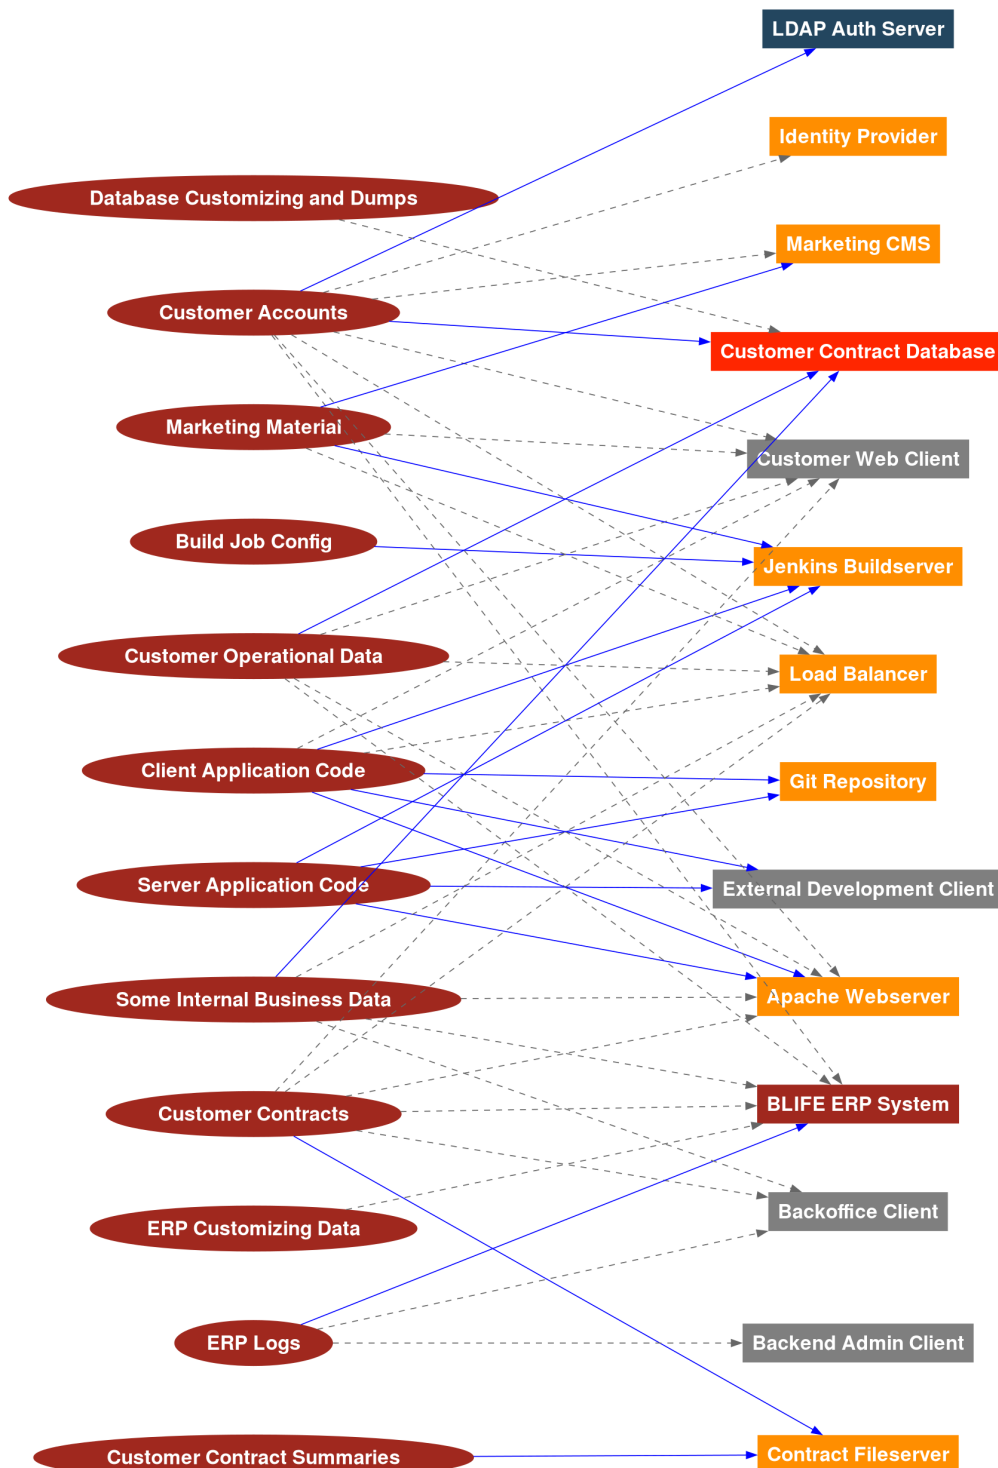 LDAP Auth Server
Identity Provider
Database Customizing and Dumps
Marketing CMS
Customer Accounts
Customer Contract Database
Marketing Material
Customer Web Client
Build Job Config
Jenkins Buildserver
Customer Operational Data
Load Balancer
Client Application Code
Git Repository
Server Application Code
External Development Client
Some Internal Business Data
Apache Webserver
Customer Contracts
BLIFE ERP System
ERP Customizing Data
Backoffice Client
ERP Logs
Backend Admin Client
Customer Contract Summaries
Contract Fileserver